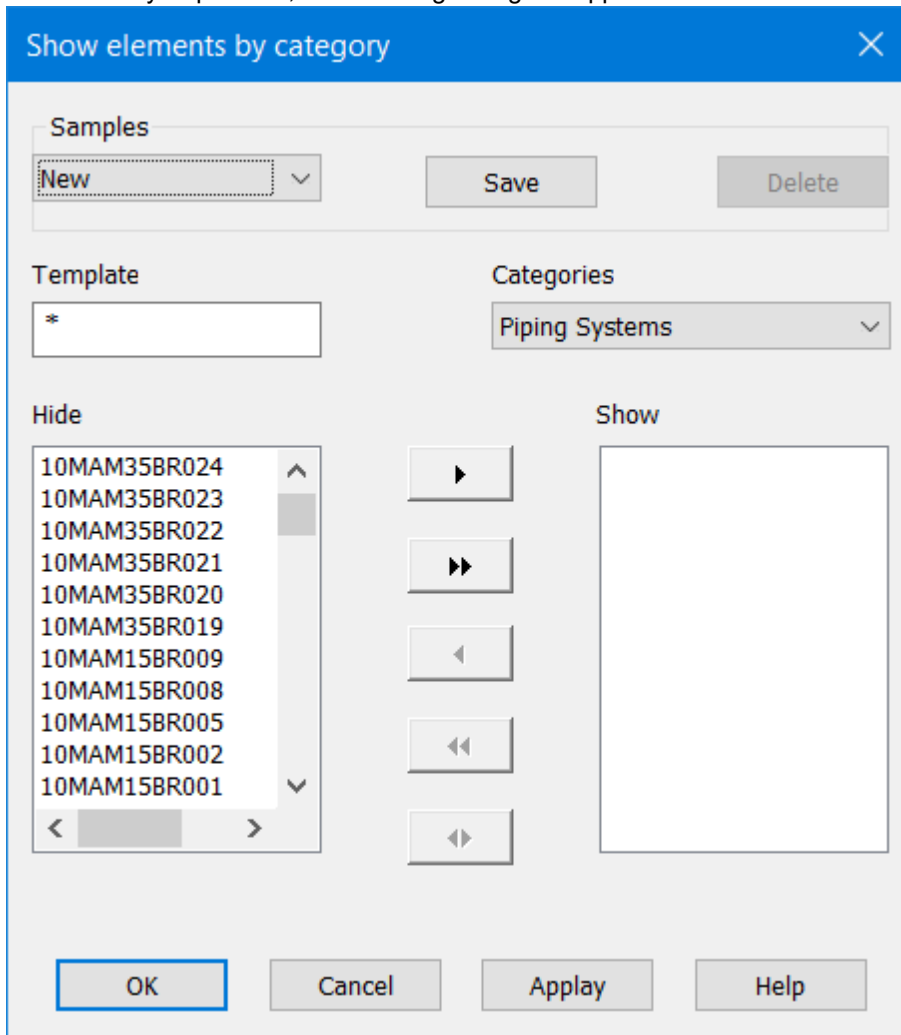 Show elements by category
Samples
New
Save
Delete
Template
Categories
*
Piping Systems
Hide
Show
10MAM35BR024
10MAM35BR023
10MAM35BR022
10MAM35BR021
10MAM35BR020
10MAM35BR019
10MAM15BR009
10MAM15BR008
10MAM15BR005
10MAM15BR002
10MAM15BR001
OK
Cancel
Applay
Help